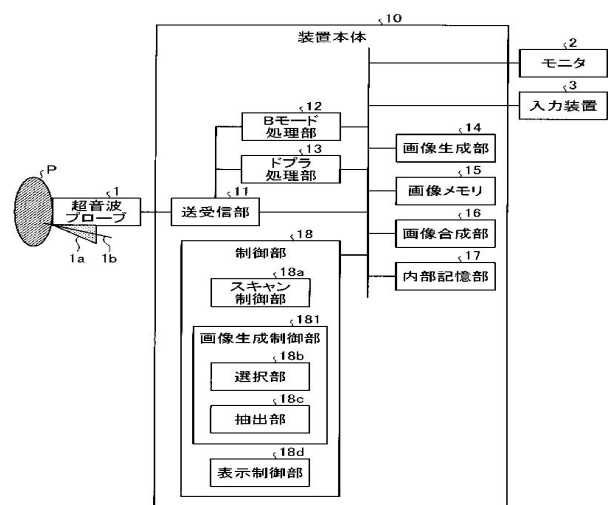 10
装置本体
2
モニタ
3
入力装置
12
Bモード
処理部
13
ドプラ
処理部
14
画像生成部
P
1
超音波
プローブ
11
送受信部
15
画像メモリ
1a
1b
16
画像合成部
18
制御部
17
内部記憶部
18a
スキャン
制御部
181
画像生成制御部
18b
選択部
18c
抽出部
18d
表示制御部